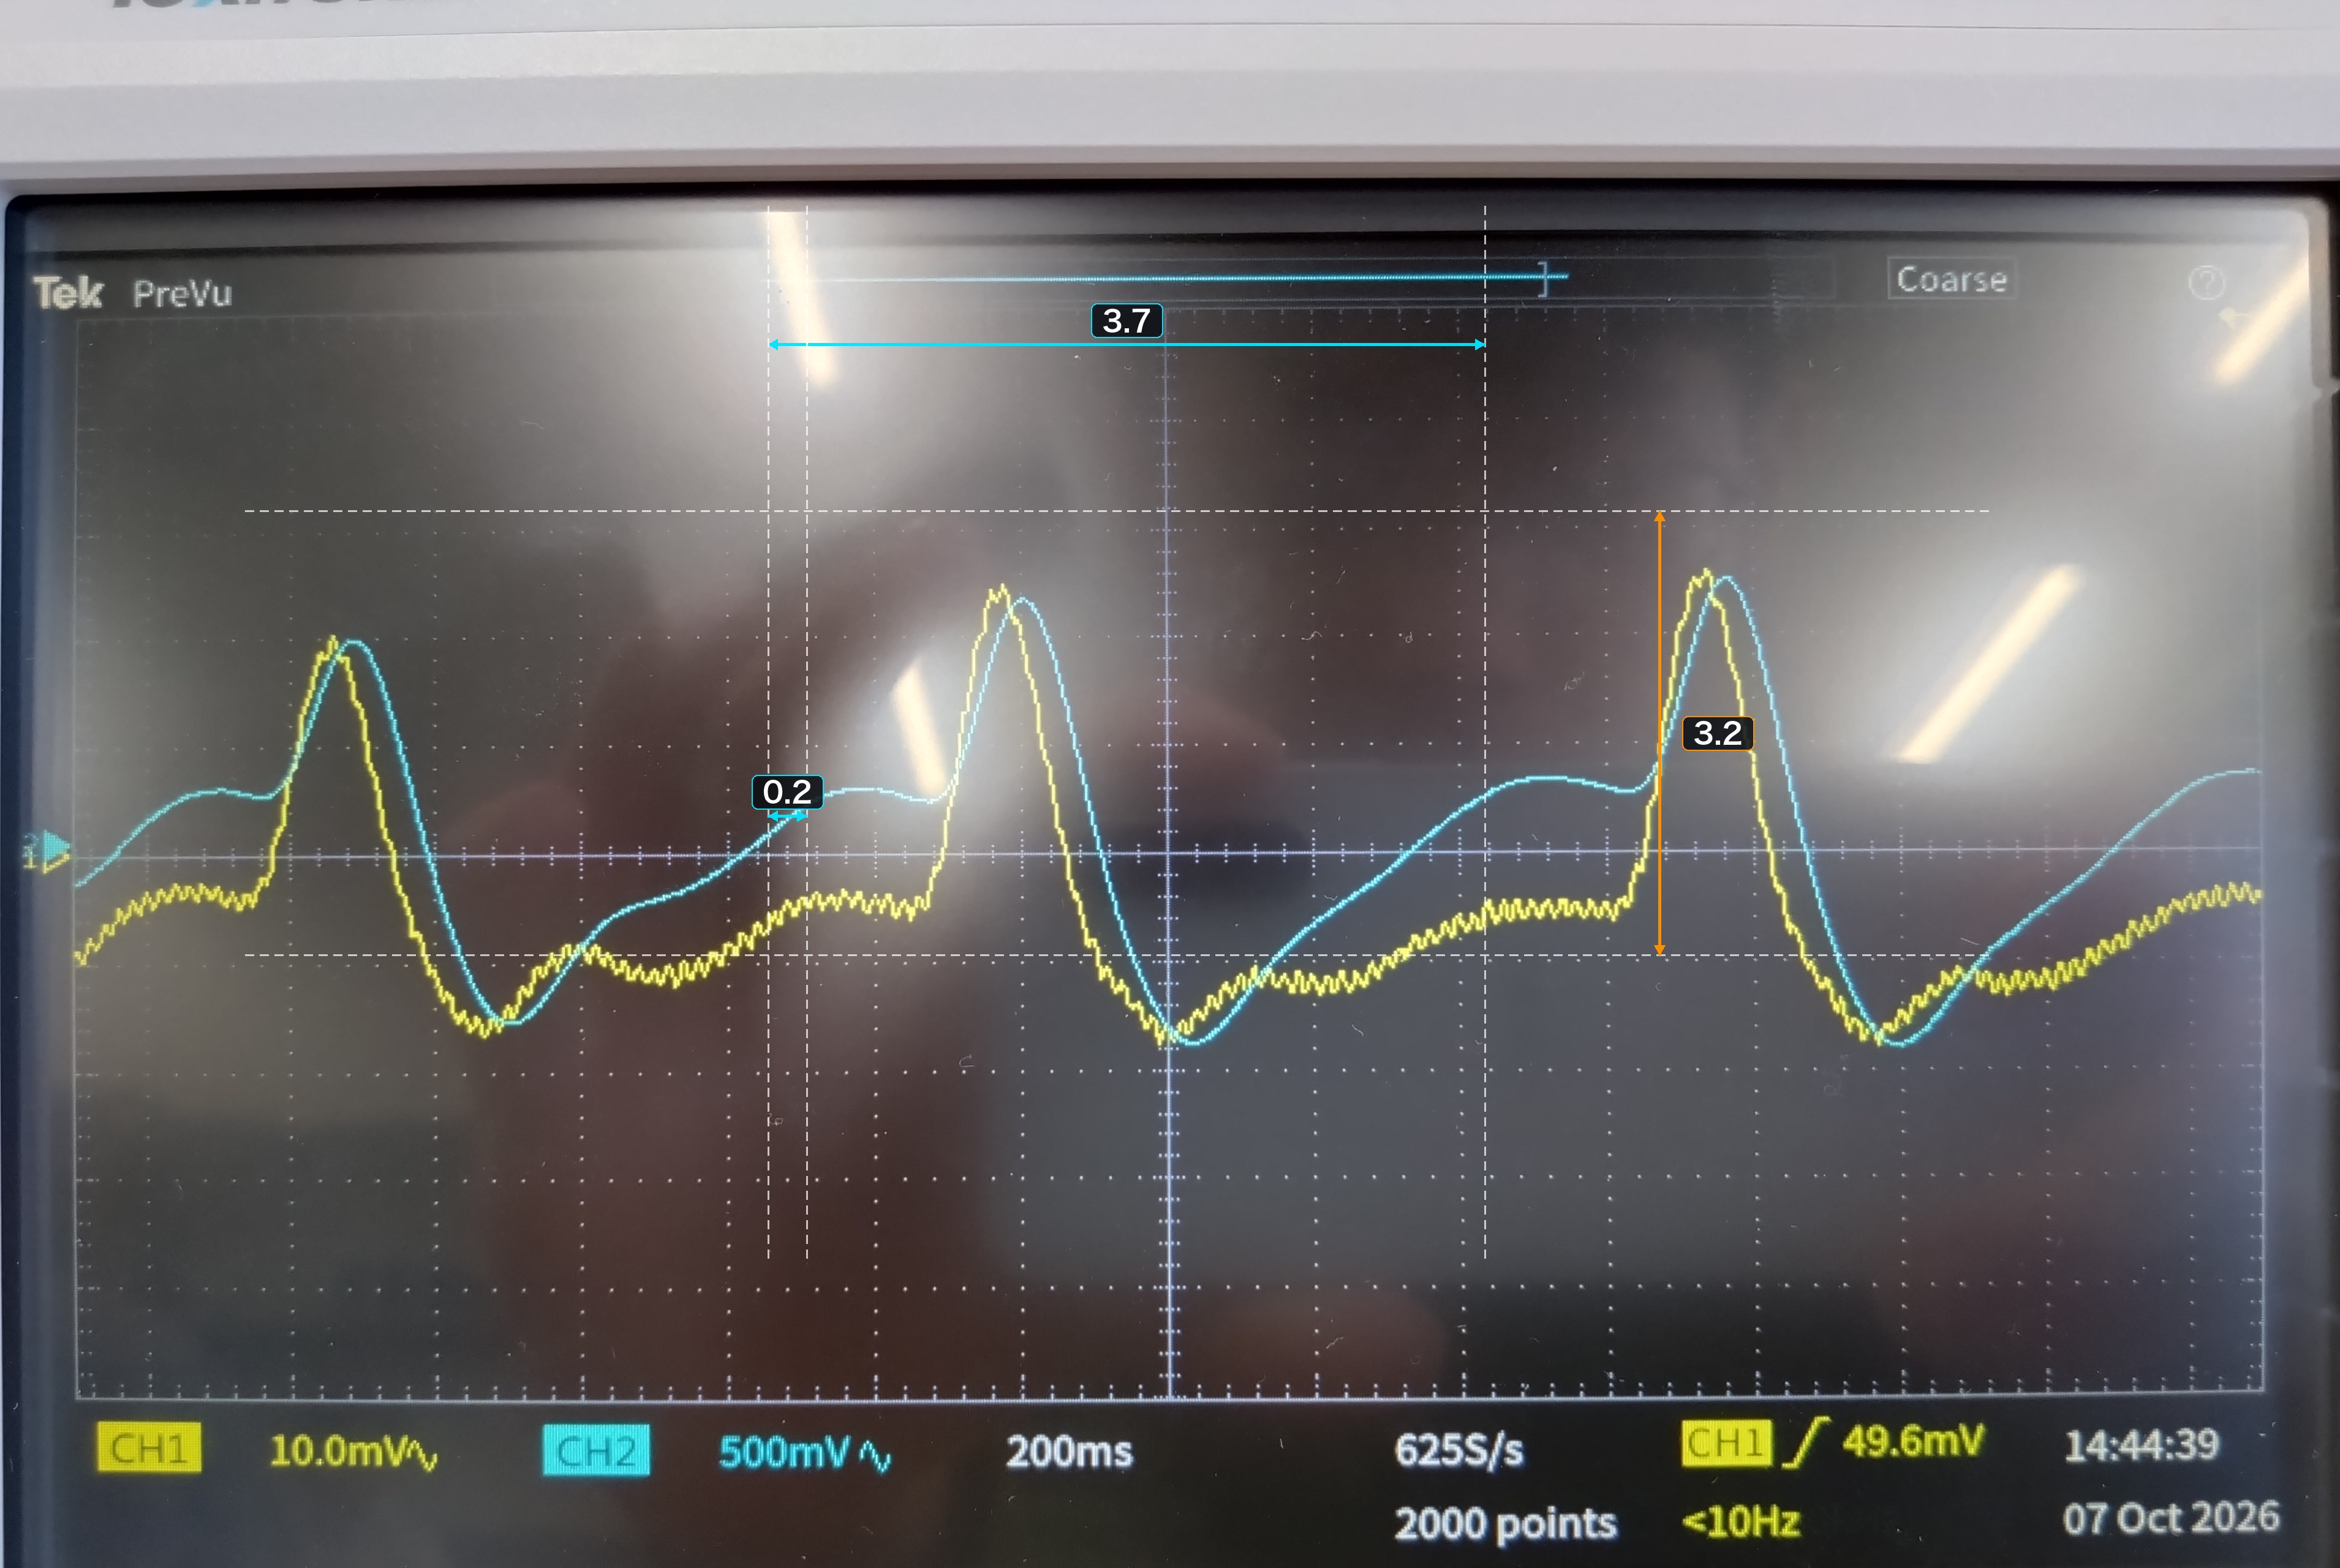 Tek PreVu
Coarse
?
3.7
3.2
0.2
CH1 10.0mV CH2 500mV 200ms 625S/s CH1 49.6mV 14:44:39
2000 points <10Hz 07 Oct 2026